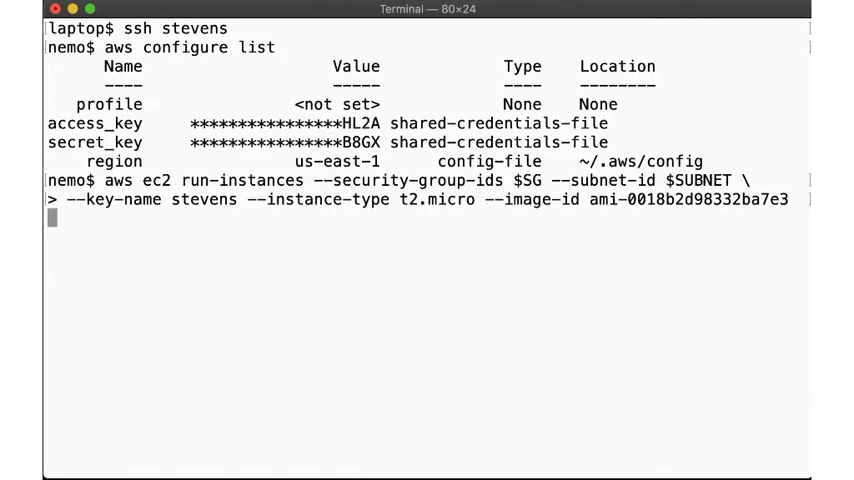 Terminal — 80×24
laptop$ ssh stevens
nemo$ aws configure list
Name Value Type Location
---- ----- ---- --------
profile <not set> None None
access_key ****************HL2A shared-credentials-file
secret_key ****************B8GX shared-credentials-file
region us-east-1 config-file ~/.aws/config
nemo$ aws ec2 run-instances --security-group-ids $SG --subnet-id $SUBNET \
> --key-name stevens --instance-type t2.micro --image-id ami-0018b2d98332ba7e3